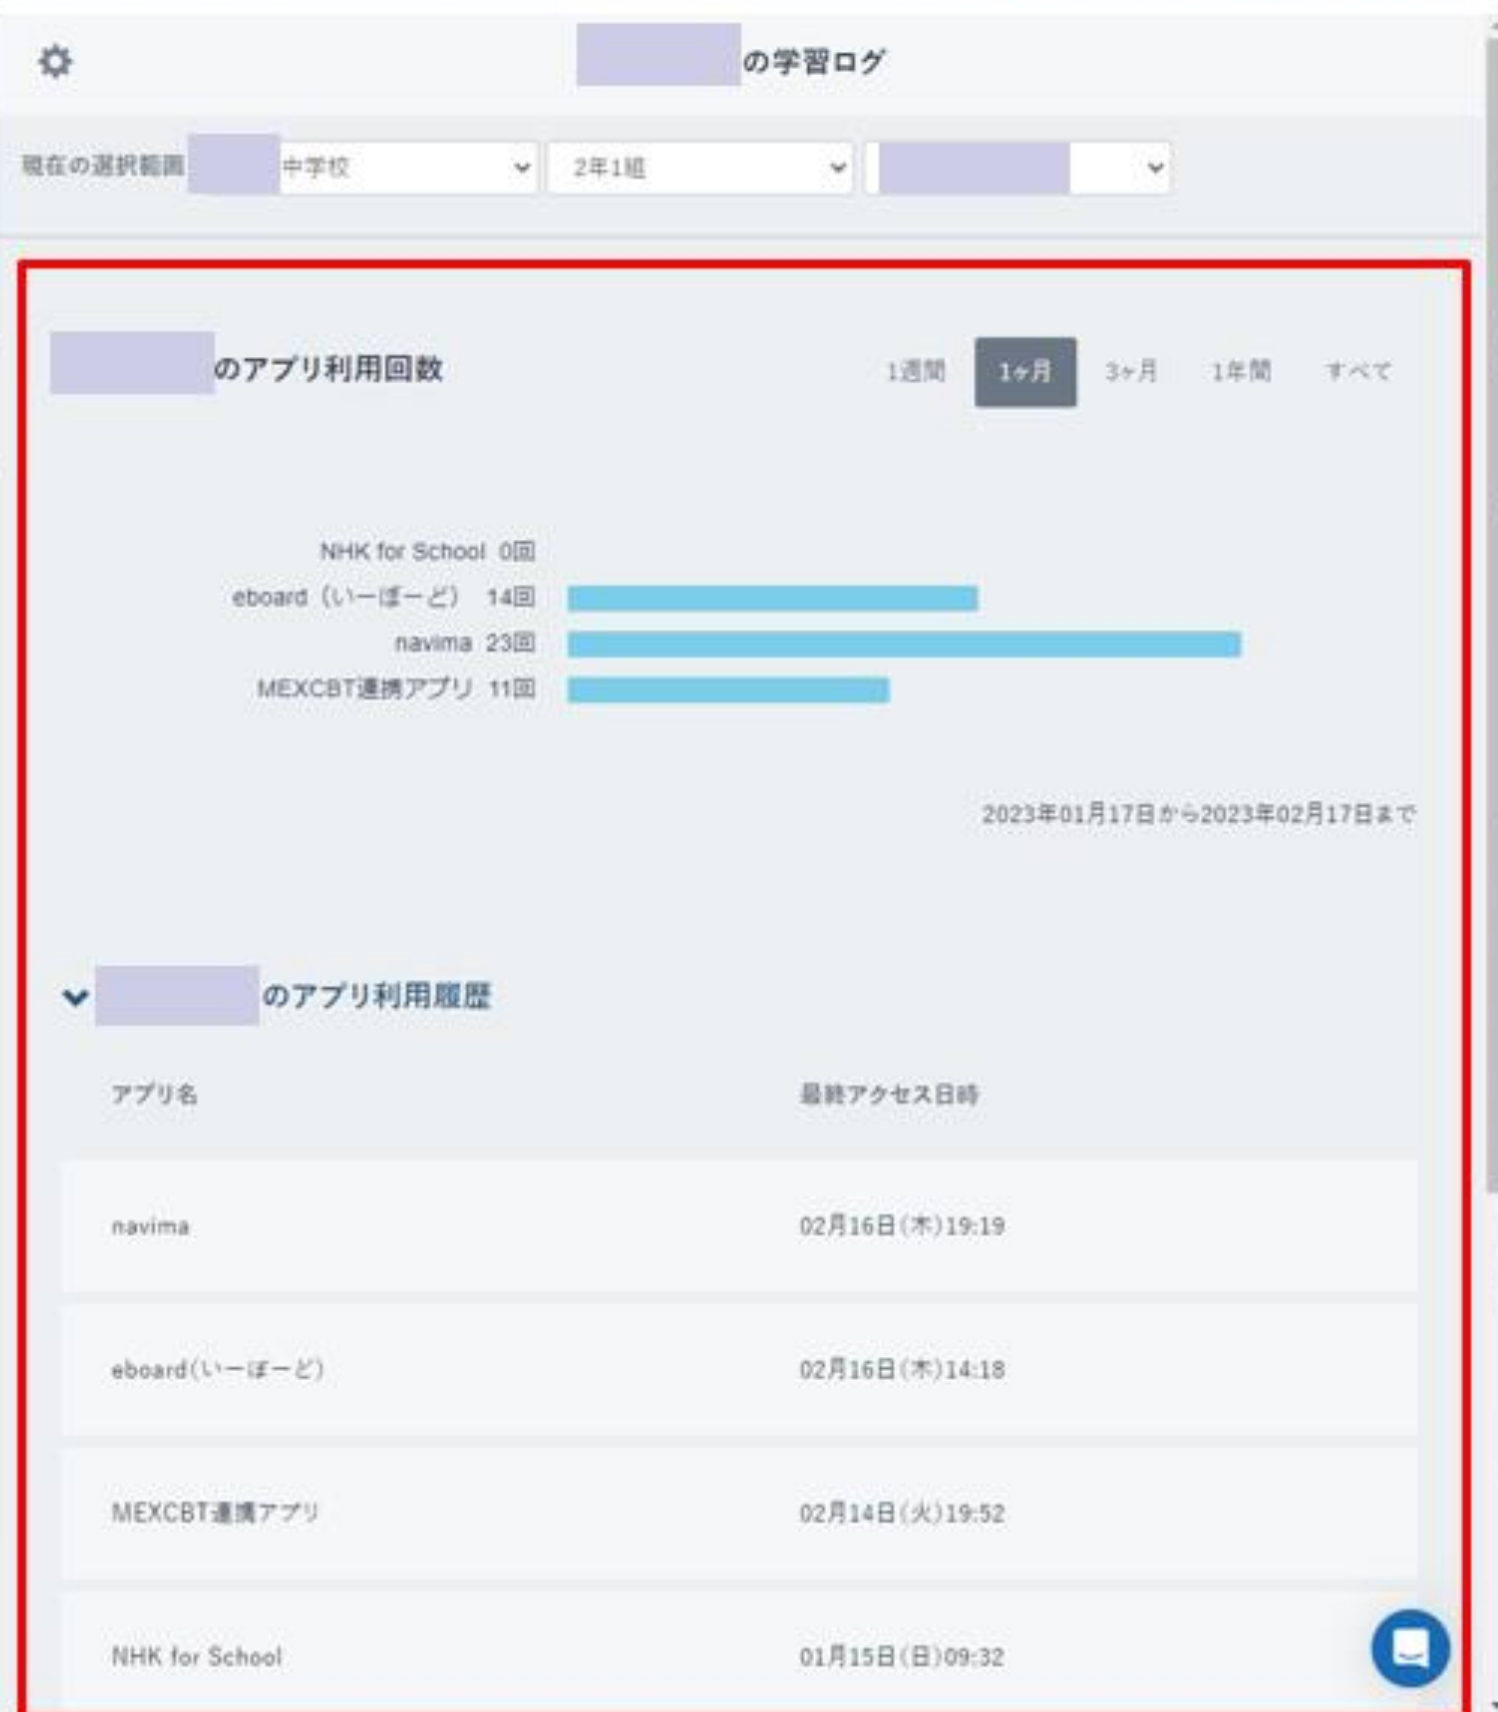 の学習ログ
現在の選択範囲 中学校 2年1組
のアプリ利用回数 1週間 1ヶ月 3ヶ月 1年間 すべて
NHK for School 0回
eboard（いーぼーど） 14回
navima 23回
MEXCBT連携アプリ 11回
2023年01月17日から2023年02月17日まで
のアプリ利用履歴
アプリ名 最終アクセス日時
navima 02月16日(木)19:19
eboard(いーぼーど) 02月16日(木)14:18
MEXCBT連携アプリ 02月14日(火)19:52
NHK for School 01月15日(日)09:32